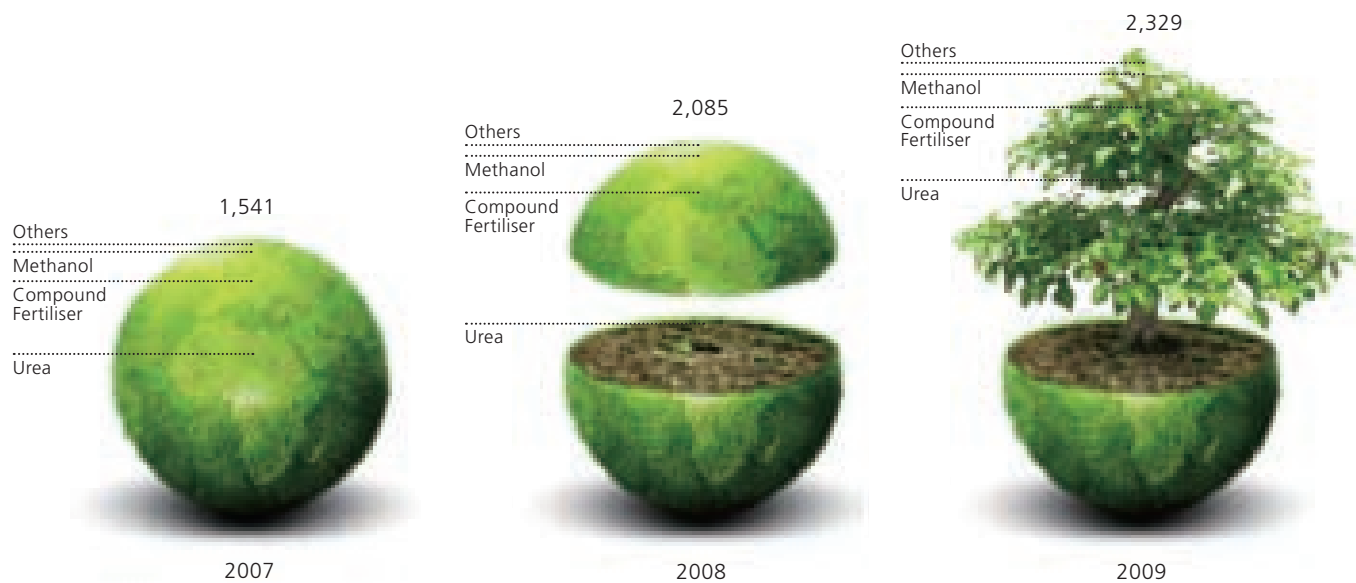 1,541
Others
Methanol
Compound
Fertiliser
Urea
2007
2,085
Others
Methanol
Compound
Fertiliser
Urea
2008
2,329
Others
Methanol
Compound
Fertiliser
Urea
2009